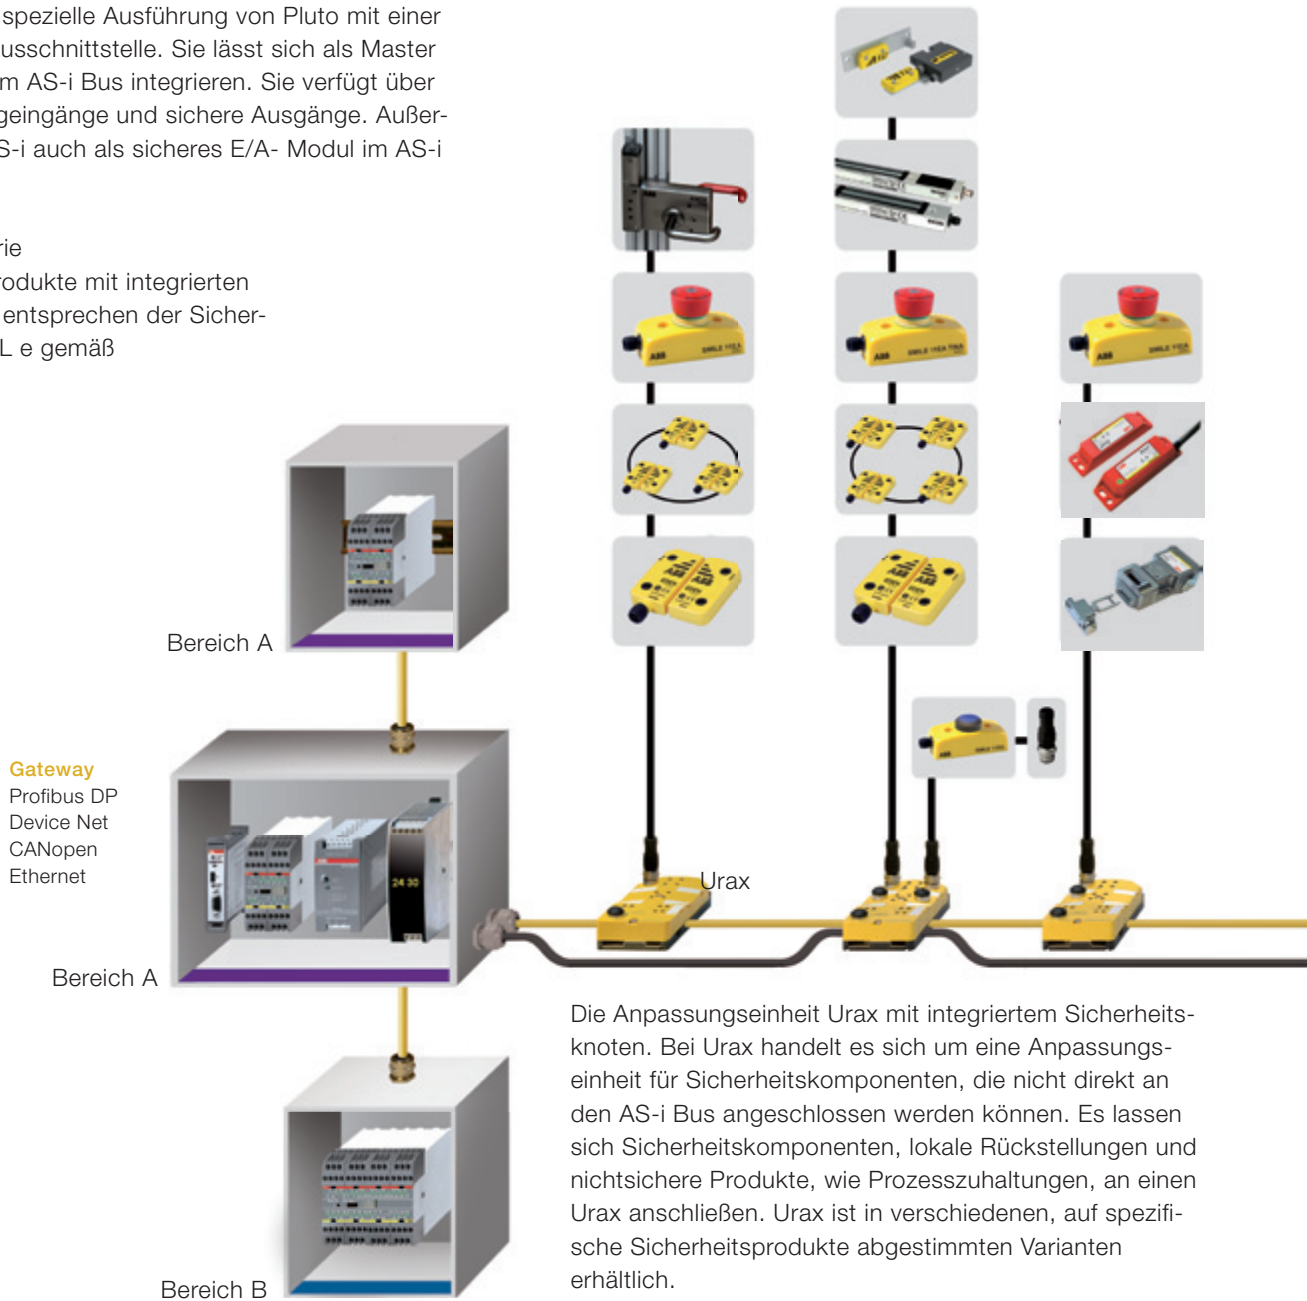 spezielle Ausführung von Pluto mit einer
usschnittstelle. Sie lässt sich als Master
m AS-i Bus integrieren. Sie verfügt über
geingänge und sichere Ausgänge. Außer-
S-i auch als sicheres E/A- Modul im AS-i
rie
rodukte mit integrierten
entsprechen der Sicher-
L e gemäß
Bereich A
Gateway
Profibus DP
Device Net
CANopen
Ethernet
24 30
Bereich A
Bereich B
ABB
ABB
Urax
Die Anpassungseinheit Urax mit integriertem Sicherheits-
knoten. Bei Urax handelt es sich um eine Anpassungs-
einheit für Sicherheitskomponenten, die nicht direkt an
den AS-i Bus angeschlossen werden können. Es lassen
sich Sicherheitskomponenten, lokale Rückstellungen und
nichtsichere Produkte, wie Prozesszuhaltungen, an einen
Urax anschließen. Urax ist in verschiedenen, auf spezifi-
sche Sicherheitsprodukte abgestimmten Varianten
erhältlich.